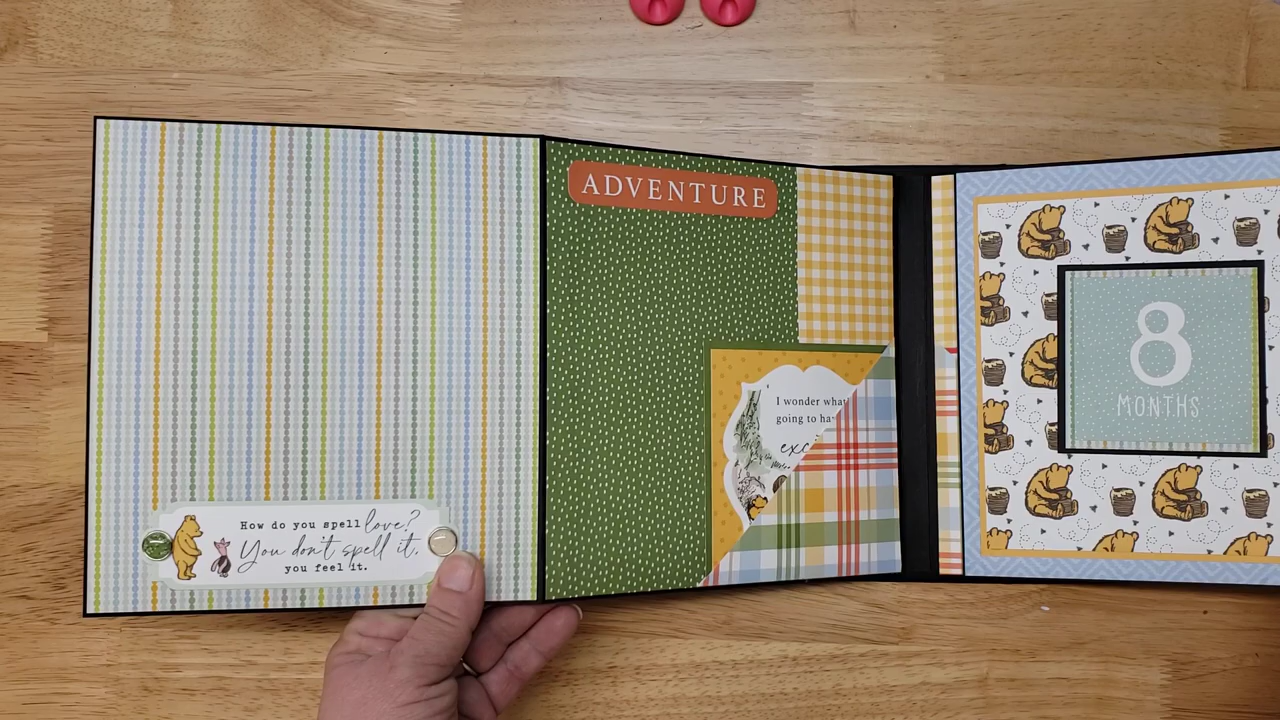 How do you spell love?
You don't spell it.
you feel it.
ADVENTURE
I wonder what
going to ha
8
MONTHS